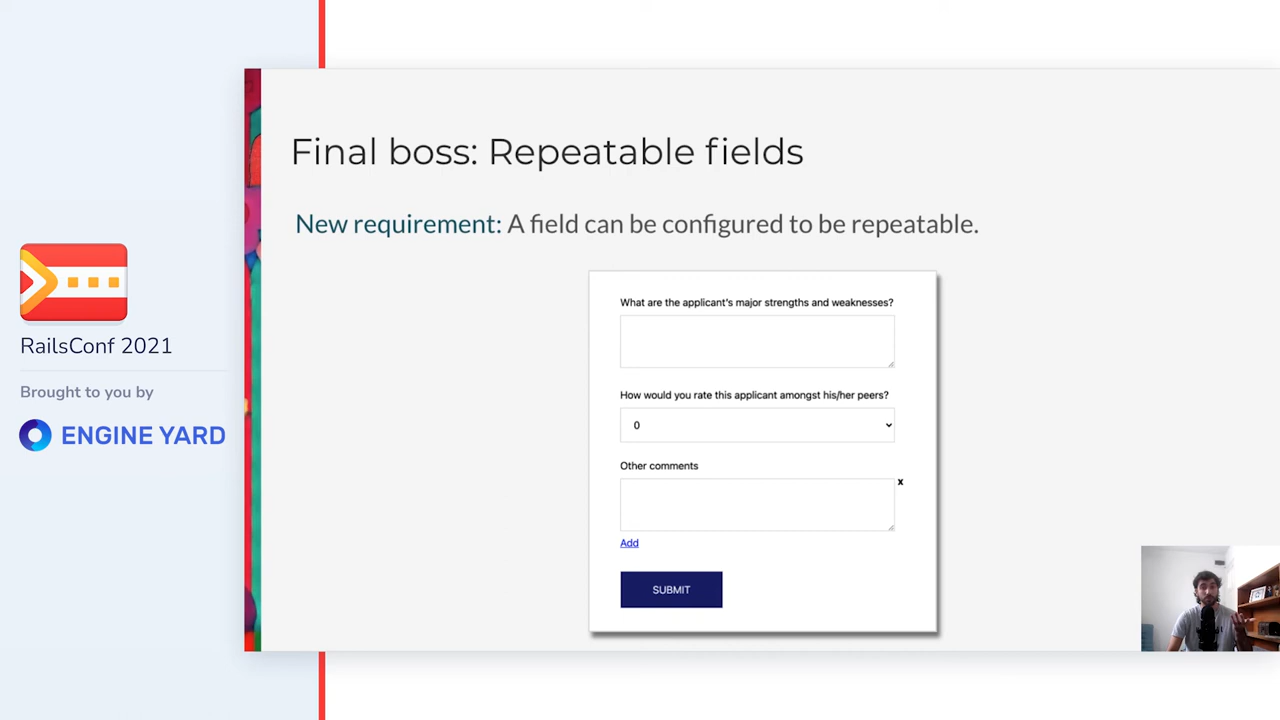 Final boss: Repeatable fields
New requirement: A field can be configured to be repeatable.
What are the applicant's major strengths and weaknesses?
How would you rate this applicant amongst his/her peers?
0
Other comments
x
Add
SUBMIT
RailsConf 2021
Brought to you by
ENGINE YARD